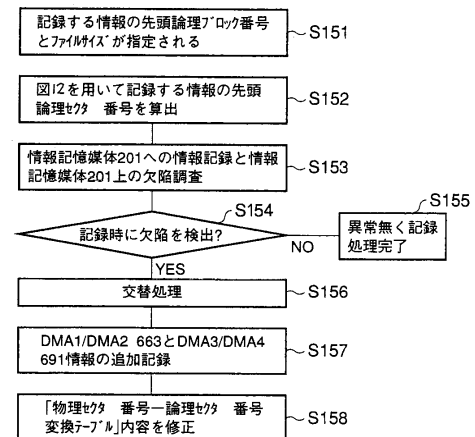 記録する情報の先頭論理ブロック番号
とファイルサイズが指定される
S151
図12を用いて記録する情報の先頭
論理セクタ 番号を算出
S152
情報記憶媒体201への情報記録と情報
記憶媒体201上の欠陥調査
S153
S154
記録時に欠陥を検出?
NO
S155
異常無く記録
処理完了
YES
交替処理
S156
DMA1/DMA2 663とDMA3/DMA4
691情報の追加記録
S157
「物理セクタ 番号ー論理セクタ 番号
変換テーブル」内容を修正
S158